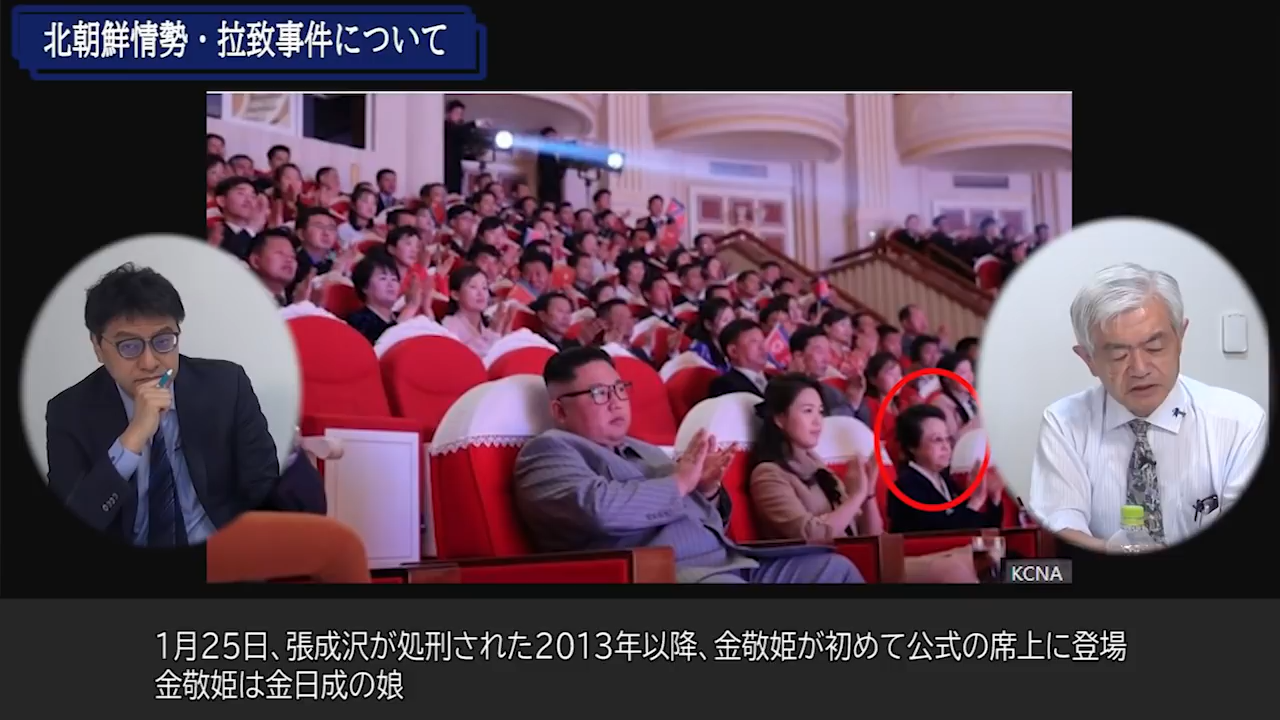 北朝鮮情勢・拉致事件について
KCNA
1月25日、張成沢が処刑された2013年以降、金敬姫が初めて公式の席上に登場
金敬姫は金日成の娘